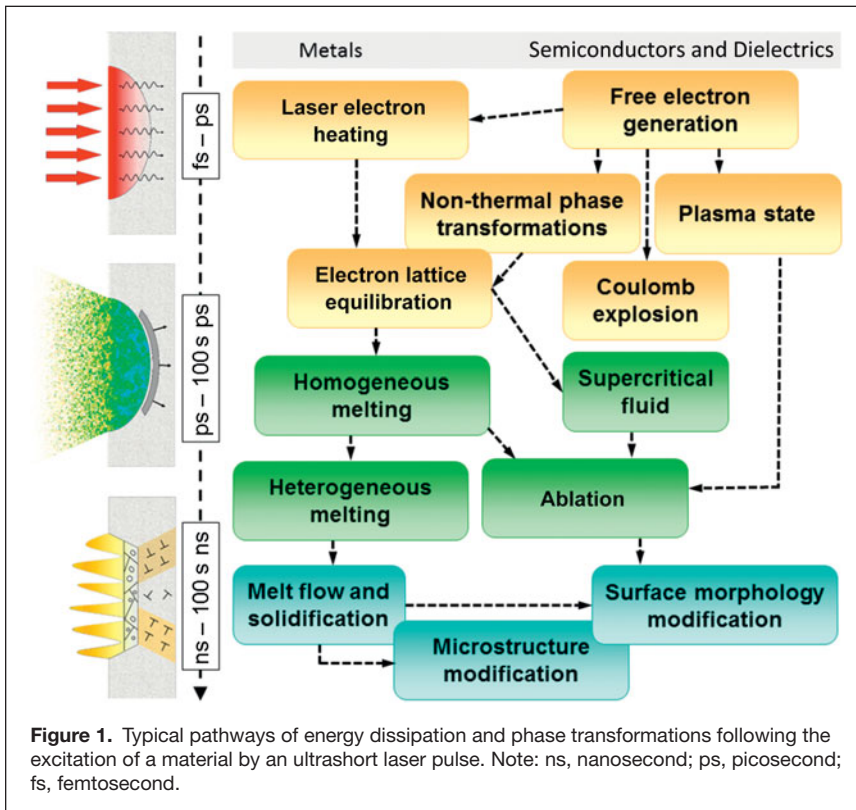 Metals
Semiconductors and Dielectrics
fs – ps
Laser electron
heating
Free electron
generation
Non-thermal phase
transformations
Plasma state
Electron lattice
equilibration
Coulomb
explosion
ps – 100 s ps
Homogeneous
melting
Supercritical
fluid
Heterogeneous
melting
Ablation
ns – 100 s ns
Melt flow and
solidification
Surface morphology
modification
Microstructure
modification
Figure 1. Typical pathways of energy dissipation and phase transformations following the
excitation of a material by an ultrashort laser pulse. Note: ns, nanosecond; ps, picosecond;
fs, femtosecond.